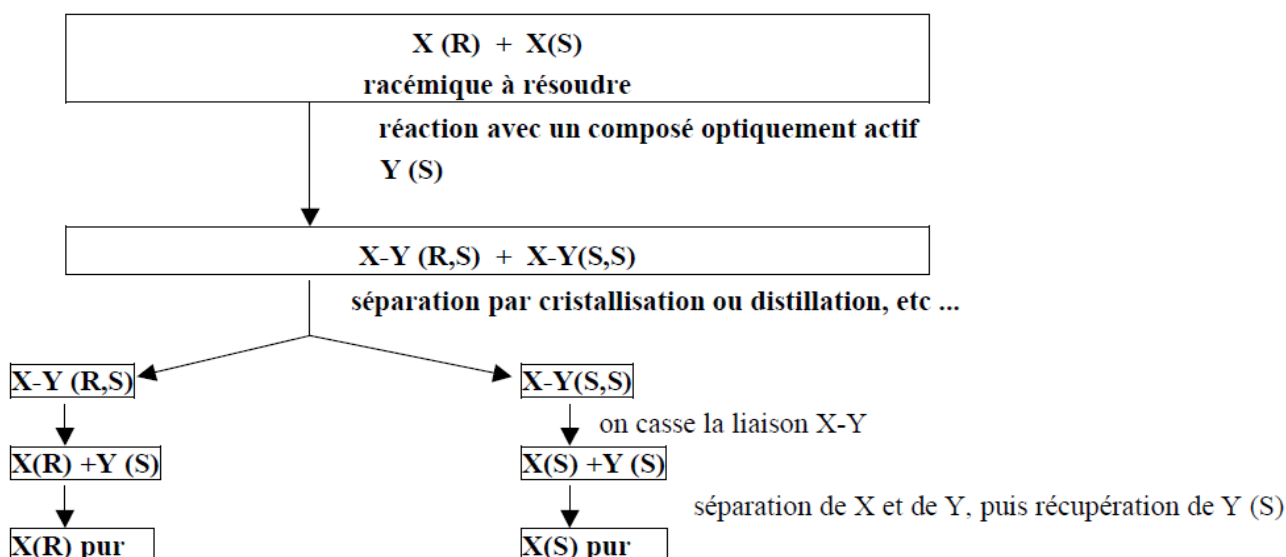 X (R) + X(S)
racémique à résoudre
réaction avec un composé optiquement actif
Y (S)
X-Y (R,S) + X-Y(S,S)
séparation par cristallisation ou distillation, etc ...
X-Y (R,S)
X-Y(S,S)
on casse la liaison X-Y
X(R) +Y (S)
X(S) +Y (S)
séparation de X et de Y, puis récupération de Y (S)
X(R) pur
X(S) pur